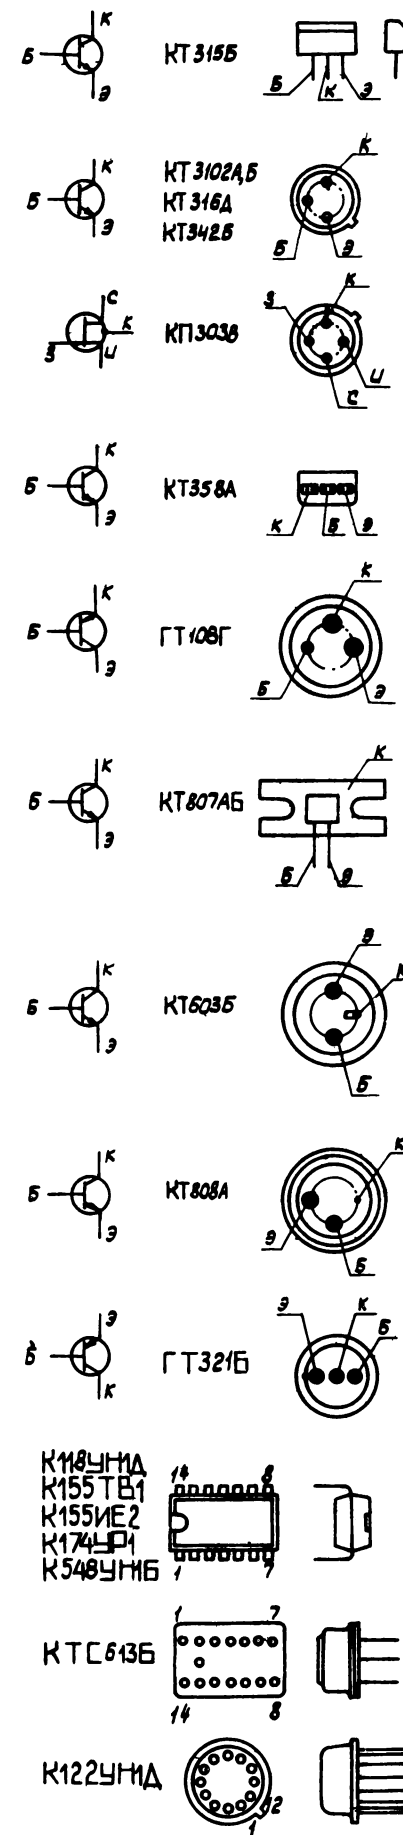 К
Б КТ315Б
Э Б К Э
К КТ3102А,Б К
Б КТ316Д
Э КТ342Б Б Э
С З К
К КП303В
З И И
С
К
Б КТ358А
Э К Б Э
К К
Б ГТ108Г
Э Б Э
К К
Б КТ807АБ
Э Б Э
К Э
Б КТ603Б К
Э Б
К К
Б КТ808А
Э Э Б
Э Э К Б
Б ГТ321Б
К
К118УН1Д 14 8
К155ТВ1
К155ИЕ2
К174УР1
К548УН1Б 1 7
1 7
КТС613Б
14 8
К122УН1Д
12
1